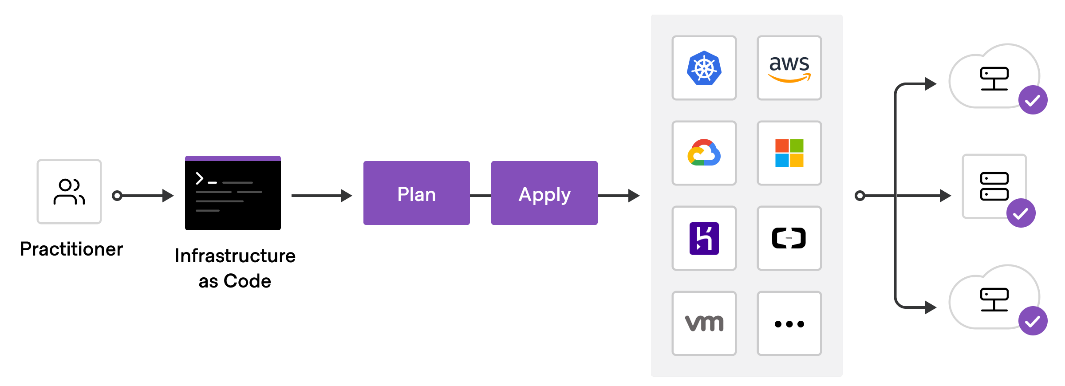 Practitioner
Infrastructure
as Code
Plan
Apply
aws
vm